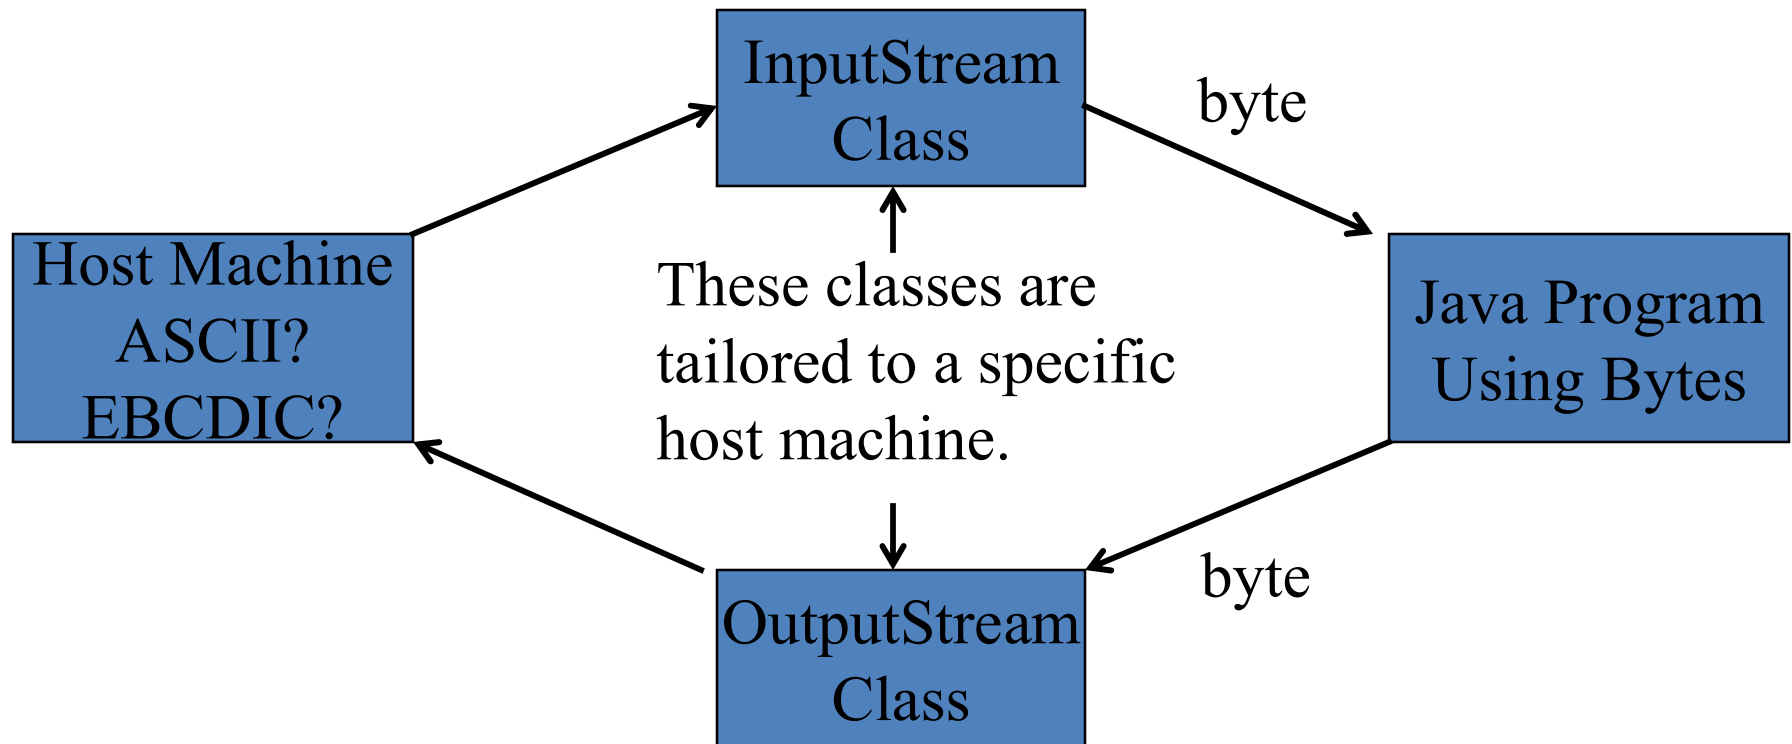 InputStream
Class
byte
Host Machine
ASCII?
EBCDIC?
These classes are
tailored to a specific
host machine.
Java Program
Using Bytes
byte
OutputStream
Class